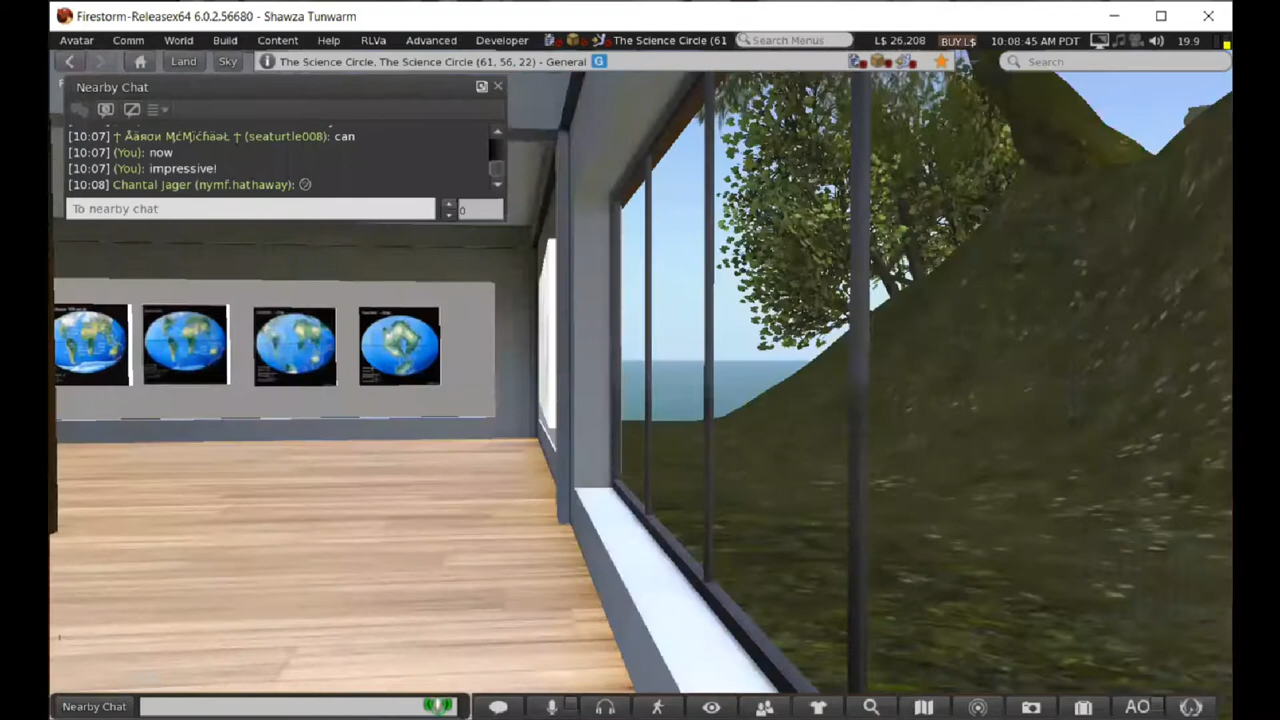 Firestorm-Releasex64 6.0.2.56680 - Shawza Tunwarm
Avatar Comm World Build Content Help RLVa Advanced Developer The Science Circle (61 Search Menus L$ 26,208 BUY L$ 10:08:45 AM PDT 19.9
Land Sky The Science Circle, The Science Circle (61, 56, 22) - General G Search
Nearby Chat
[10:07] † Äãяσи МćМїćĥäəŁ † (seaturtle008): can
[10:07] (You): now
[10:07] (You): impressive!
[10:08] Chantal Jager (nymf.hathaway):
To nearby chat 0
Nearby Chat AO